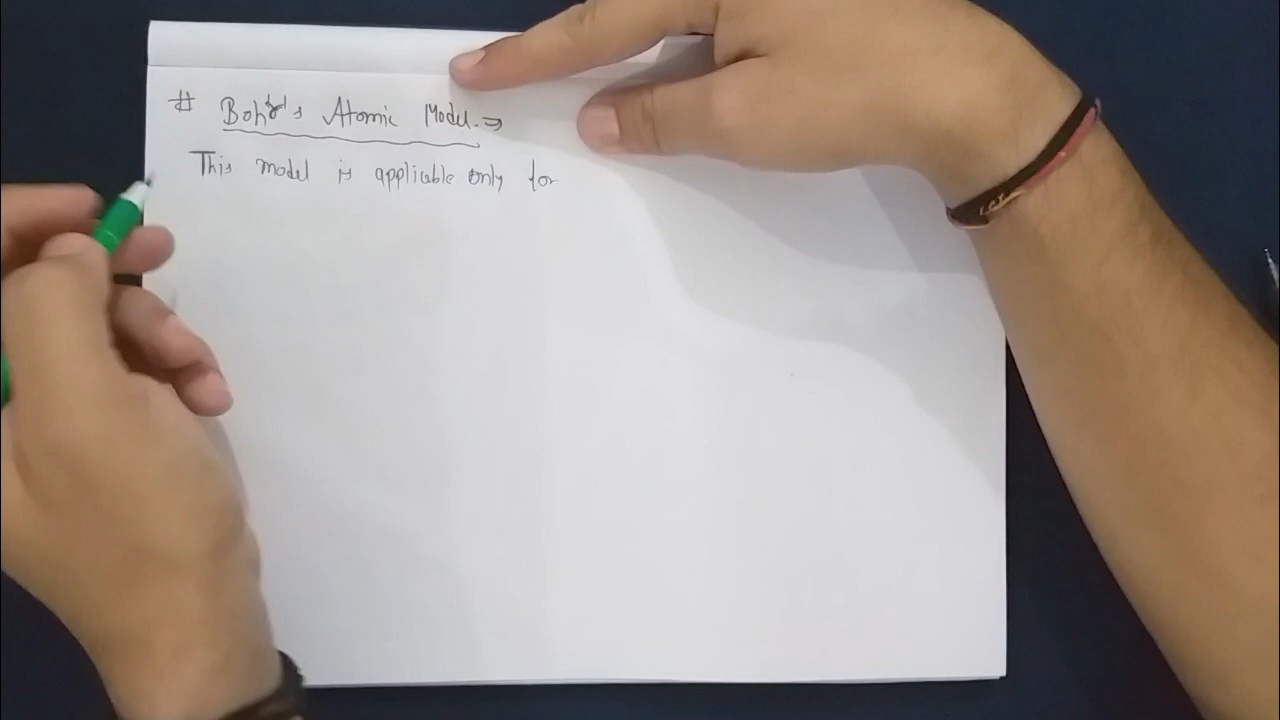 # Bohr's Atomic Model. ⇒
This model is applicable only for